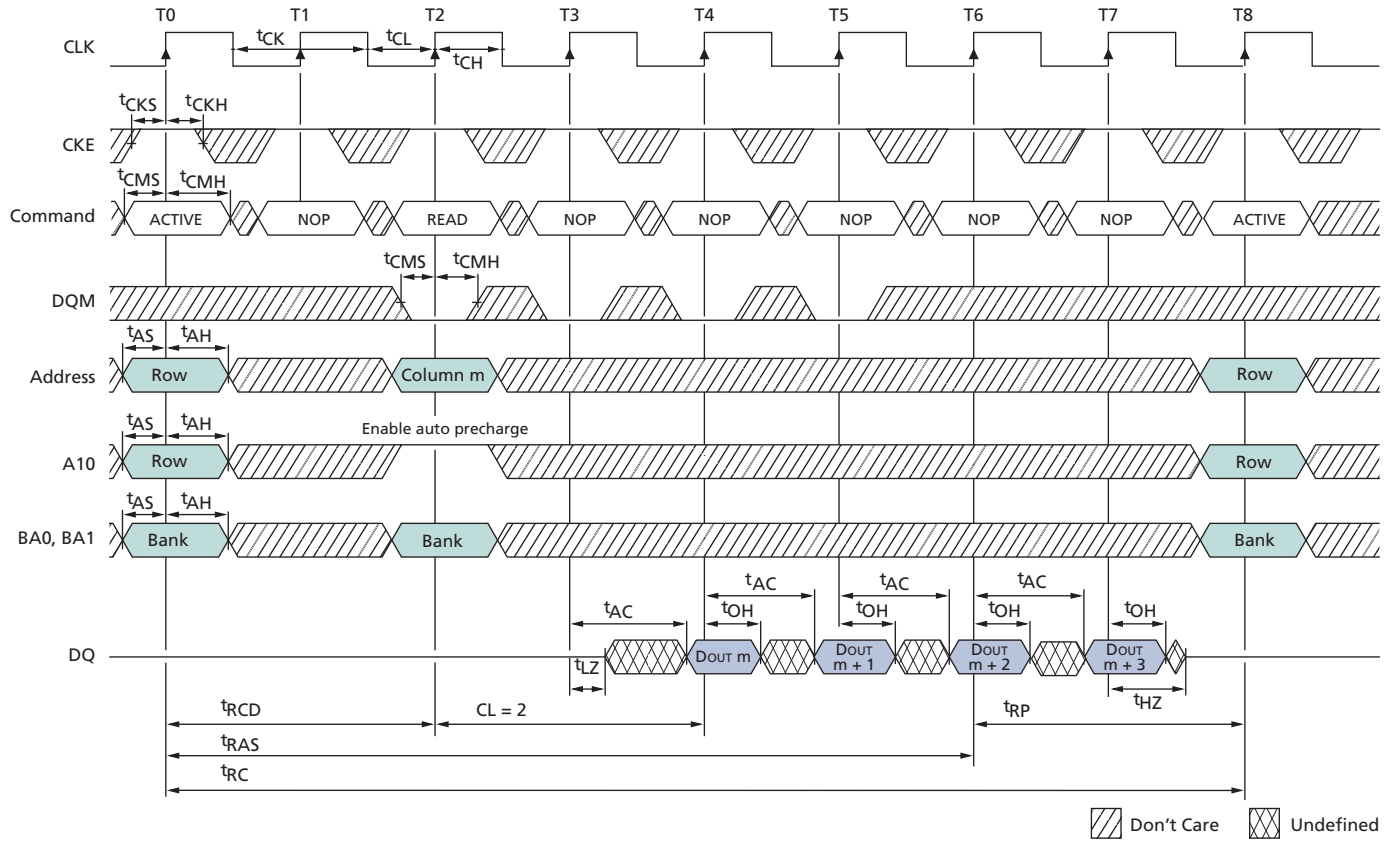 T0 T1 T2 T3 T4 T5 T6 T7 T8
CLK
tCK tCL
tCH
tCKS tCKH
CKE
tCMS tCMH
Command ACTIVE NOP READ NOP NOP NOP NOP NOP ACTIVE
tCMS tCMH
DQM
tAS tAH
Address Row Column m Row
tAS tAH Enable auto precharge
A10 Row Row
tAS tAH
BA0, BA1 Bank Bank Bank
tAC tAC tAC
tAC tOH tOH tOH tOH
DQ DOUT m DOUT m + 1 DOUT m + 2 DOUT m + 3
tLZ tHZ
tRCD CL = 2 tRP
tRAS
tRC
Don't Care Undefined